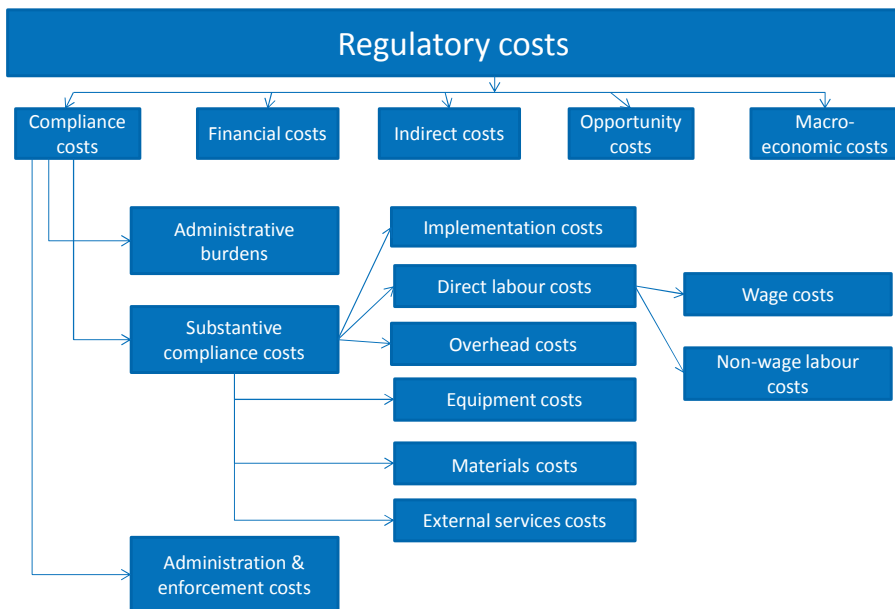 Regulatory costs
Compliance
costs
Financial costs
Indirect costs
Opportunity
costs
Macro-
economic costs
Administrative
burdens
Implementation costs
Direct labour costs
Wage costs
Substantive
compliance costs
Overhead costs
Non-wage labour
costs
Equipment costs
Materials costs
External services costs
Administration &
enforcement costs